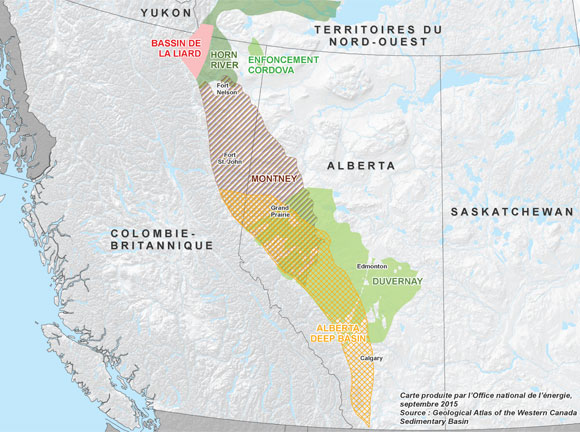 YUKON
TERRITOIRES DU
NORD-OUEST
BASSIN DE
LA LIARD
HORN
RIVER
ENFONCEMENT
CORDOVA
Fort
Nelson
Fort
St. John
MONTNEY
ALBERTA
Grand
Prairie
SASKATCHEWAN
COLOMBIE-
BRITANNIQUE
Edmonton
DUVERNAY
ALBERTA
DEEP BASIN
Calgary
Carte produite par l'Office national de l'énergie,
septembre 2015
Source : Geological Atlas of the Western Canada
Sedimentary Basin